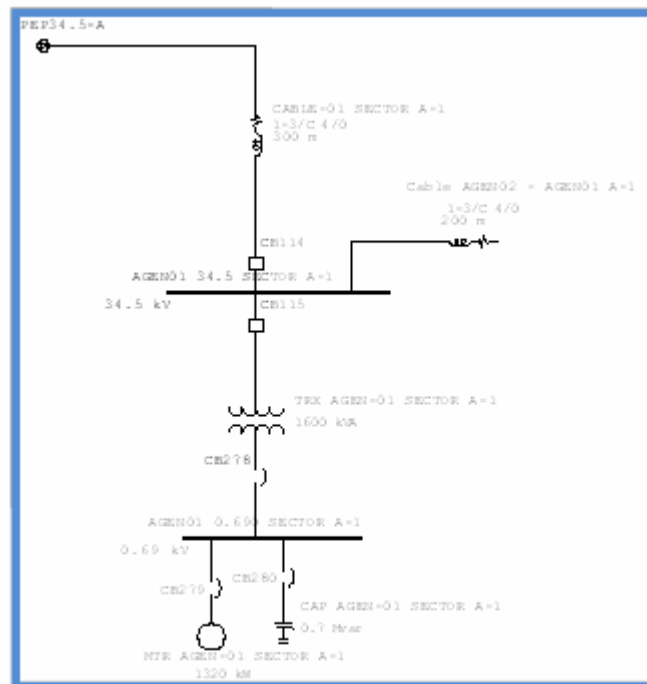 PEP34.5-A
CABLE-01 SECTOR A-1
1-3/C 4/0
300 m
Cable AGEN02 - AGEN01 A-1
1-3/C 4/0
200 m
CB114
AGEN01 34.5 SECTOR A-1
34.5 kV
CB115
TRX AGEN-01 SECTOR A-1
1600 kVA
CB278
AGEN01 0.690 SECTOR A-1
0.69 kV
CB279
CB280
CAP AGEN-01 SECTOR A-1
0.7 Mvar
MTR AGEN-01 SECTOR A-1
1320 kW